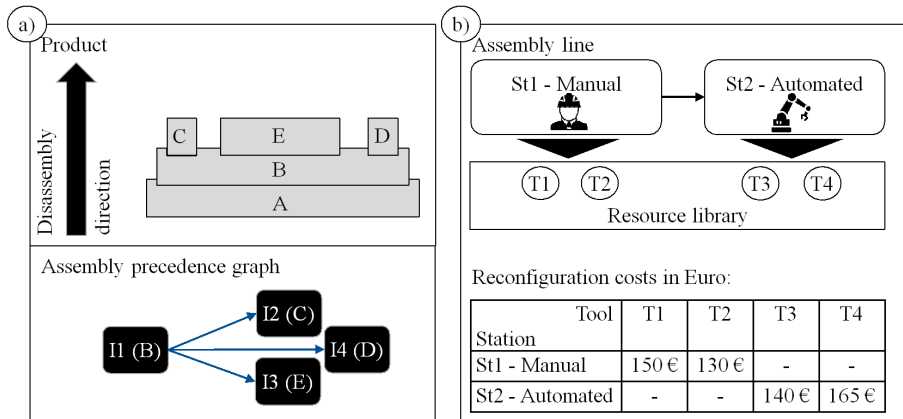 a)
Product
Disassembly
direction
C
E
D
B
A
Assembly precedence graph
I1 (B)
I2 (C)
I4 (D)
I3 (E)
b)
Assembly line
St1 - Manual
St2 - Automated
T1
T2
T3
T4
Resource library
Reconfiguration costs in Euro:
Tool
Station
T1 T2 T3 T4
St1 - Manual 150 € 130 € - -
St2 - Automated - - 140 € 165 €